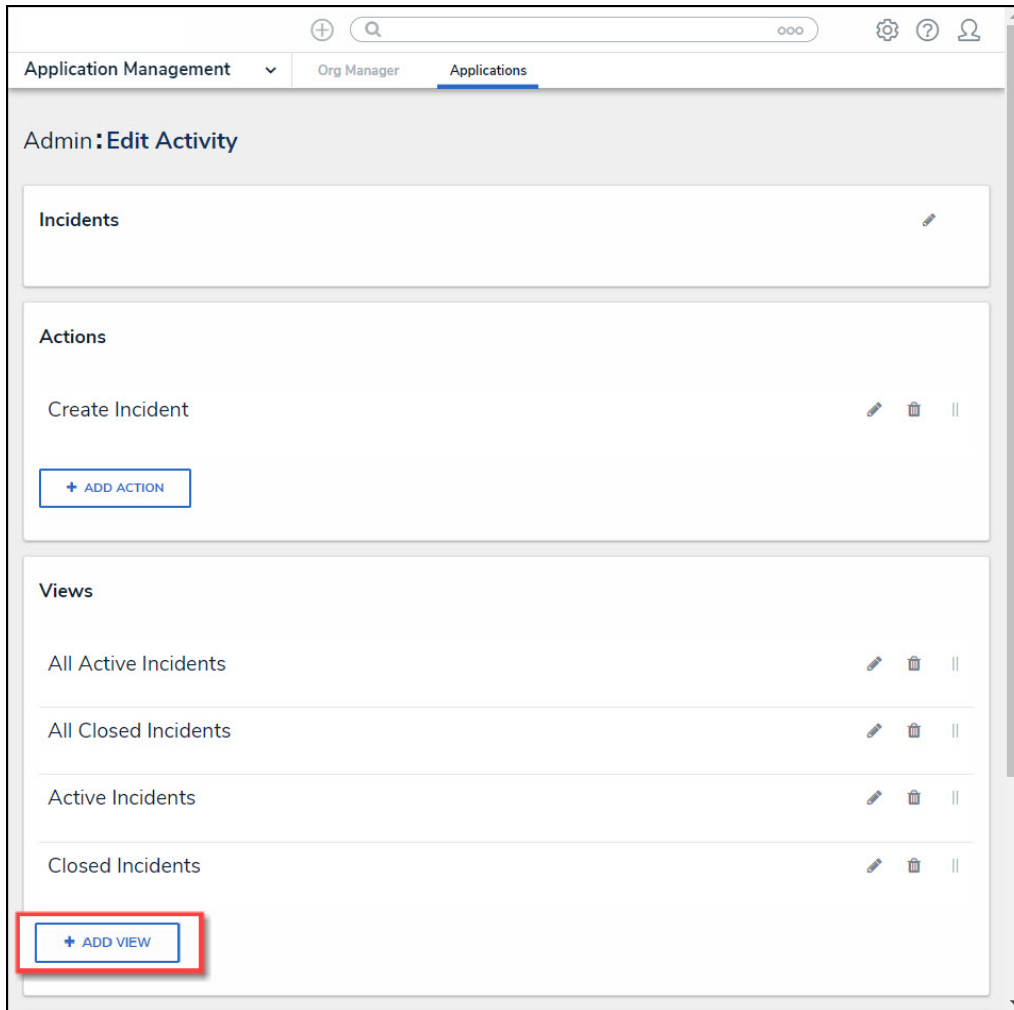 Application Management
Org Manager
Applications
Admin:Edit Activity
Incidents
Actions
Create Incident
+ ADD ACTION
Views
All Active Incidents
All Closed Incidents
Active Incidents
Closed Incidents
+ ADD VIEW